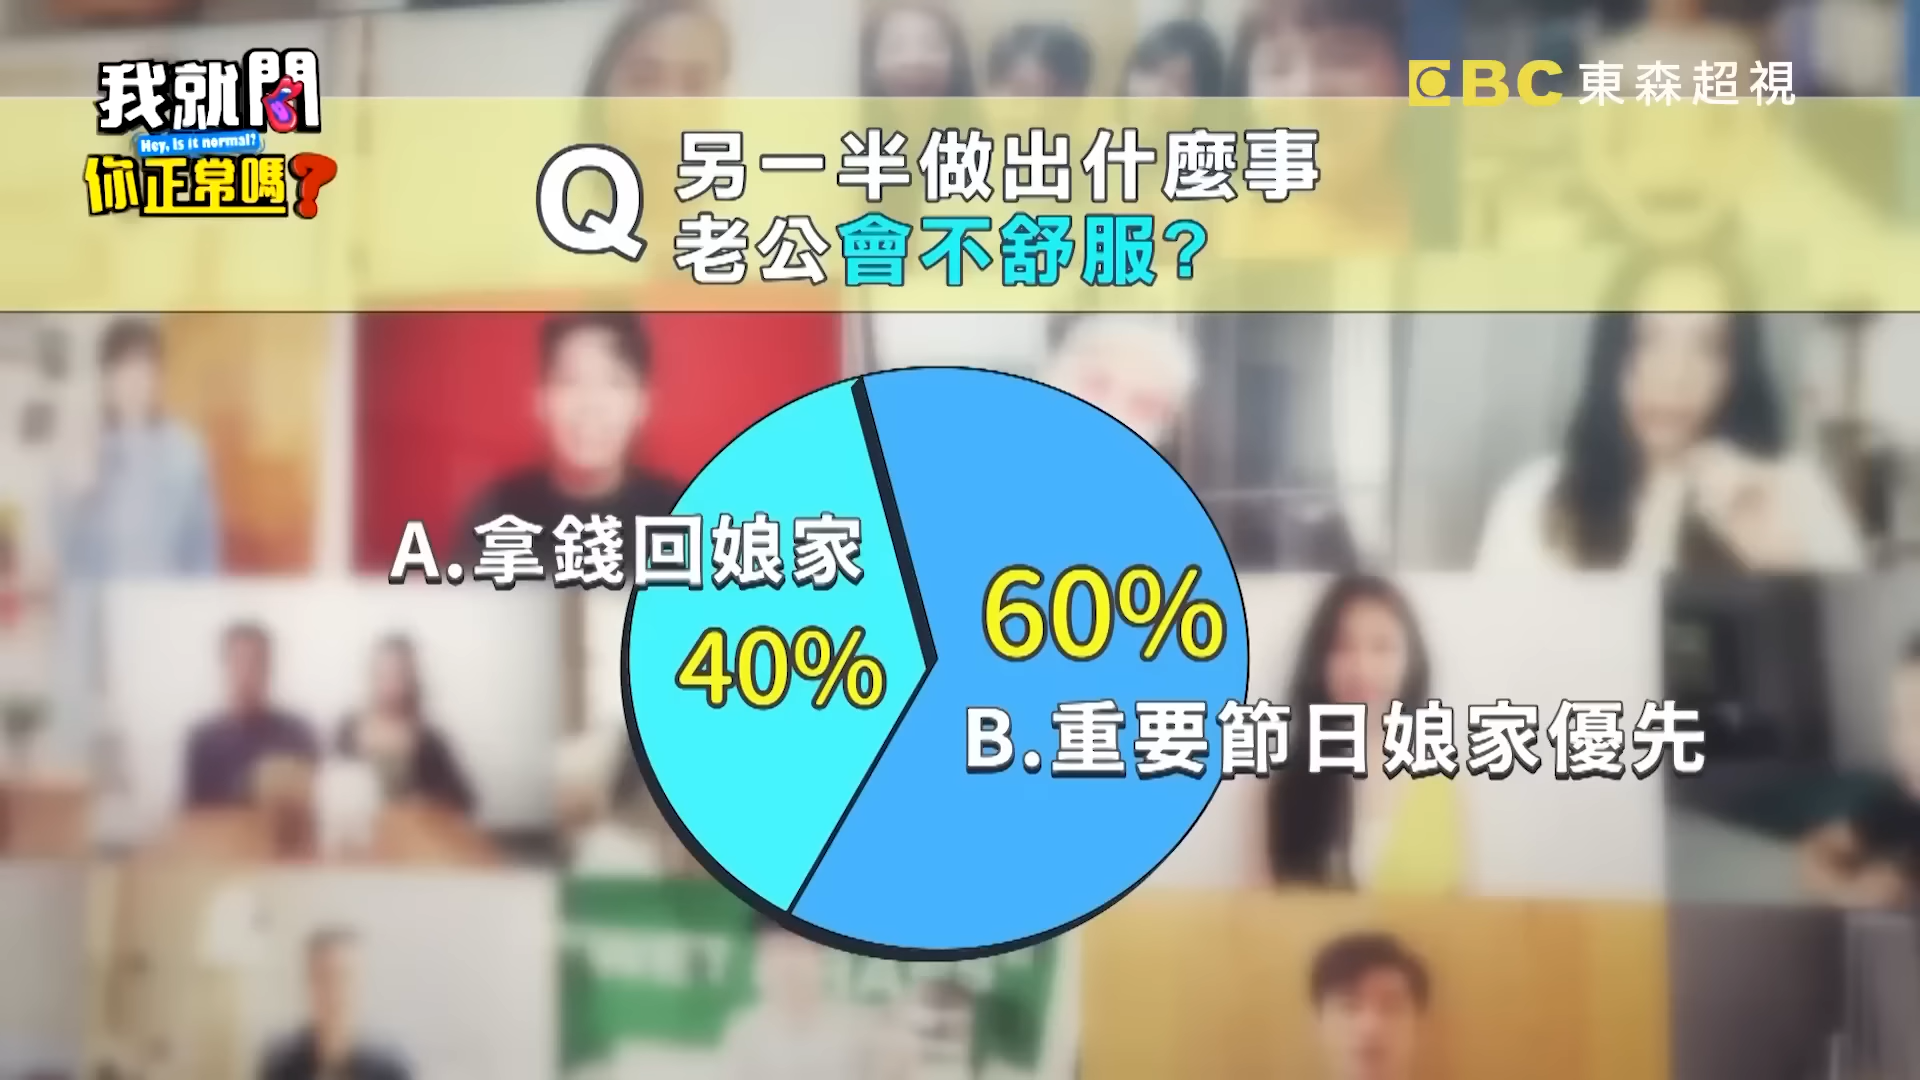 我就問
Hey, is it normal?
你正常嗎?
EBC 東森超視
Q 另一半做出什麼事
老公會不舒服?
A.拿錢回娘家
40%
60%
B.重要節日娘家優先